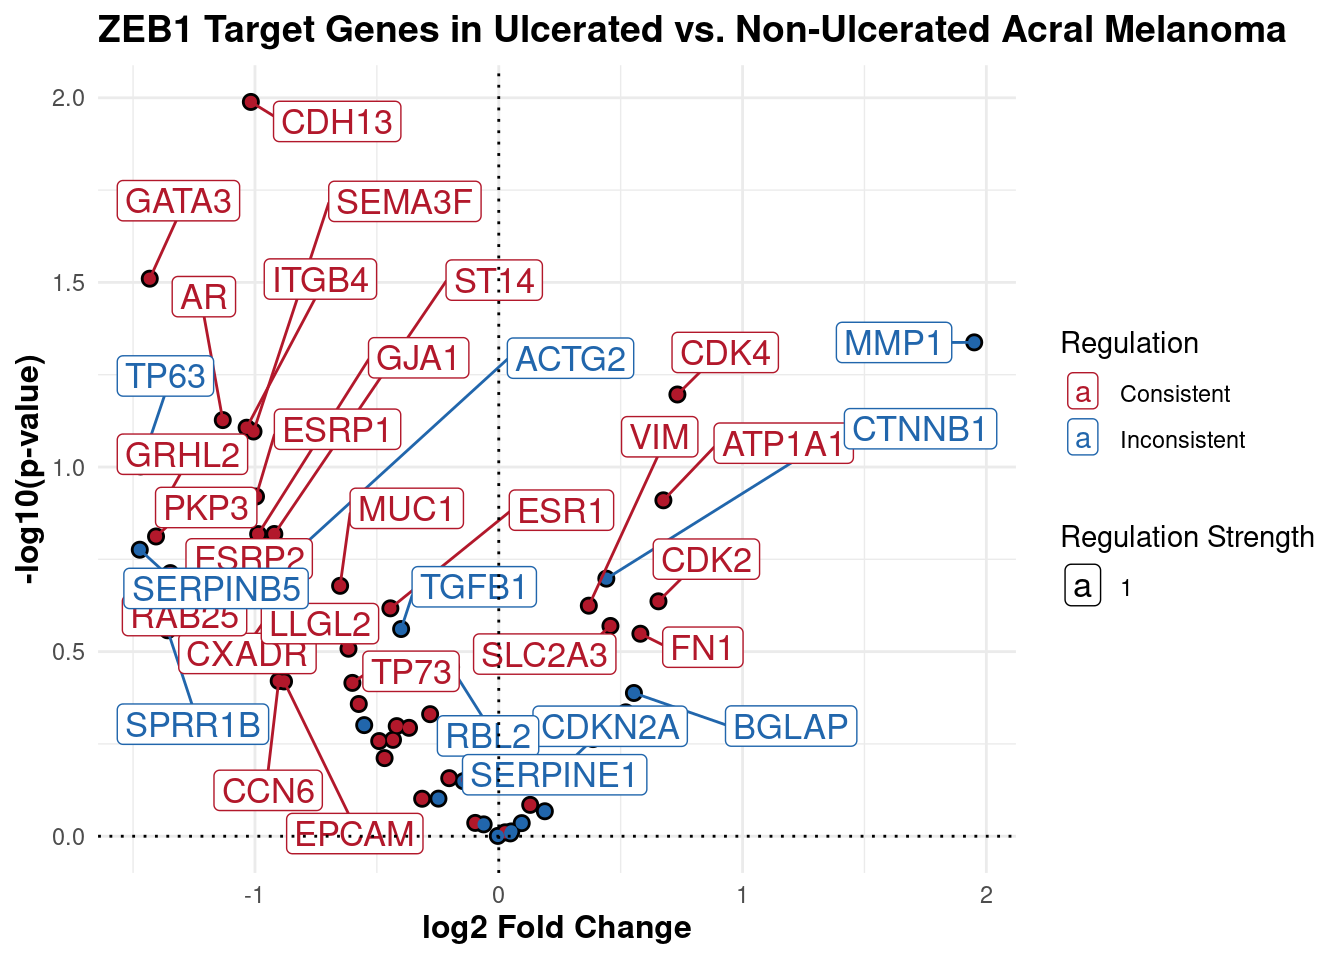 ZEB1 Target Genes in Ulcerated vs. Non-Ulcerated Acral Melanoma
-log10(p-value)
2.0
1.5
1.0
0.5
0.0
CDH13
GATA3
SEMA3F
ITGB4
ST14
AR
MMP1
CDK4
GJA1
ACTG2
TP63
ESRP1
VIM
ATP1A1
CTNNB1
GRHL2
PKP3
MUC1
ESR1
ESRP2
CDK2
SERPINB5
TGFB1
RAB25
LLGL2
CXADR
SLC2A3
FN1
TP73
SPRR1B
RBL2
CDKN2A
BGLAP
SERPINE1
CCN6
EPCAM
-1
0
1
2
log2 Fold Change
Regulation
a Consistent
a Inconsistent
Regulation Strength
a 1